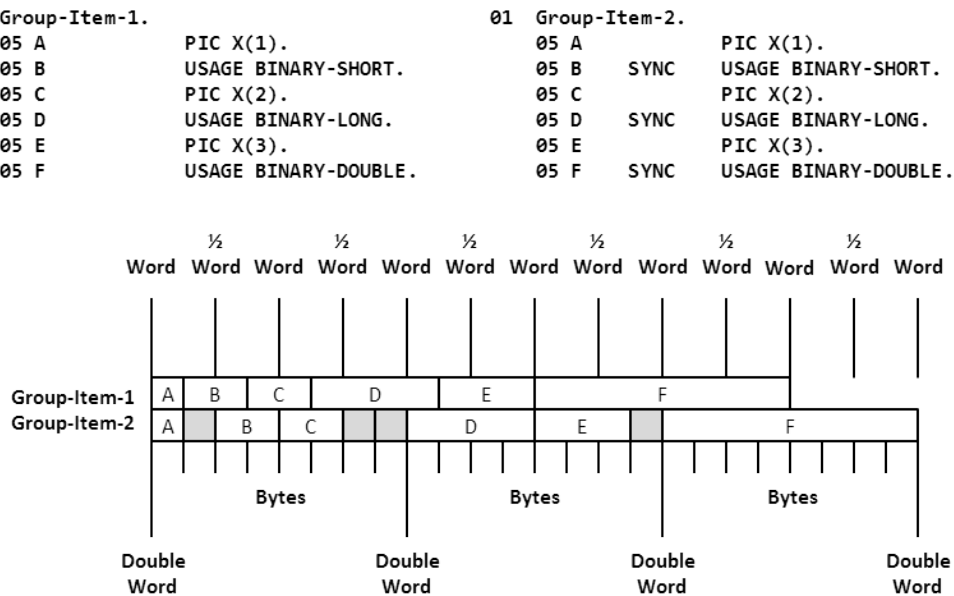 Group-Item-1.
05 A PIC X(1).
05 B USAGE BINARY-SHORT.
05 C PIC X(2).
05 D USAGE BINARY-LONG.
05 E PIC X(3).
05 F USAGE BINARY-DOUBLE.
01 Group-Item-2.
05 A PIC X(1).
05 B SYNC USAGE BINARY-SHORT.
05 C PIC X(2).
05 D SYNC USAGE BINARY-LONG.
05 E PIC X(3).
05 F SYNC USAGE BINARY-DOUBLE.
½ ½ ½ ½ ½ ½
Word Word Word Word Word Word Word Word Word Word Word Word Word
Group-Item-1 A B C D E F
Group-Item-2 A B C D E F
Bytes Bytes Bytes
Double Double Double Double
Word Word Word Word